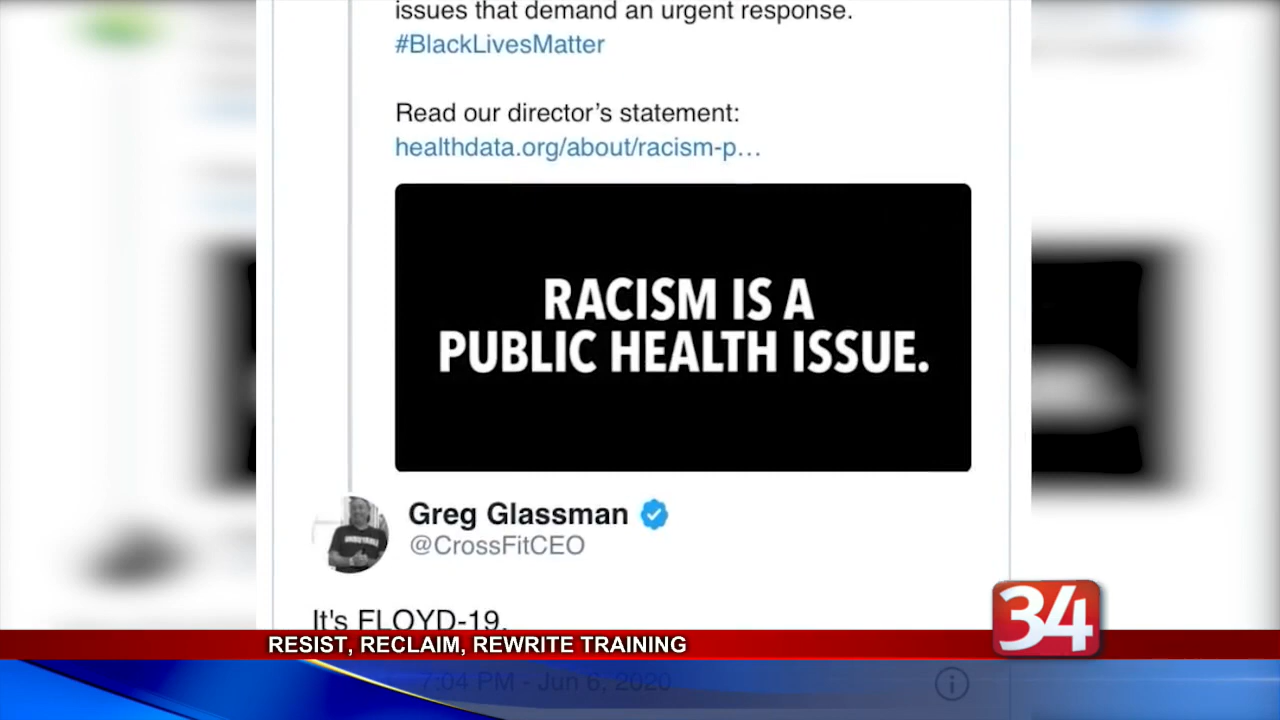 issues that demand an urgent response.
#BlackLivesMatter
Read our director's statement:
healthdata.org/about/racism-p...
RACISM IS A
PUBLIC HEALTH ISSUE.
Greg Glassman
@CrossFitCEO
It's FLOYD-19.
34
RESIST, RECLAIM, REWRITE TRAINING
7:04 PM - Jun 6, 2020